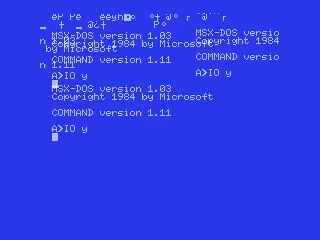 MSX-DOS version 1.03
MSX-DOS versio
Copyright 1984 by Microsoft
Copyright 1984
by Microsoft
COMMAND version 1.11
COMMAND versio
n 1.11
A>IO y
A>IO y
MSX-DOS version 1.03
Copyright 1984 by Microsoft
COMMAND version 1.11
A>IO y